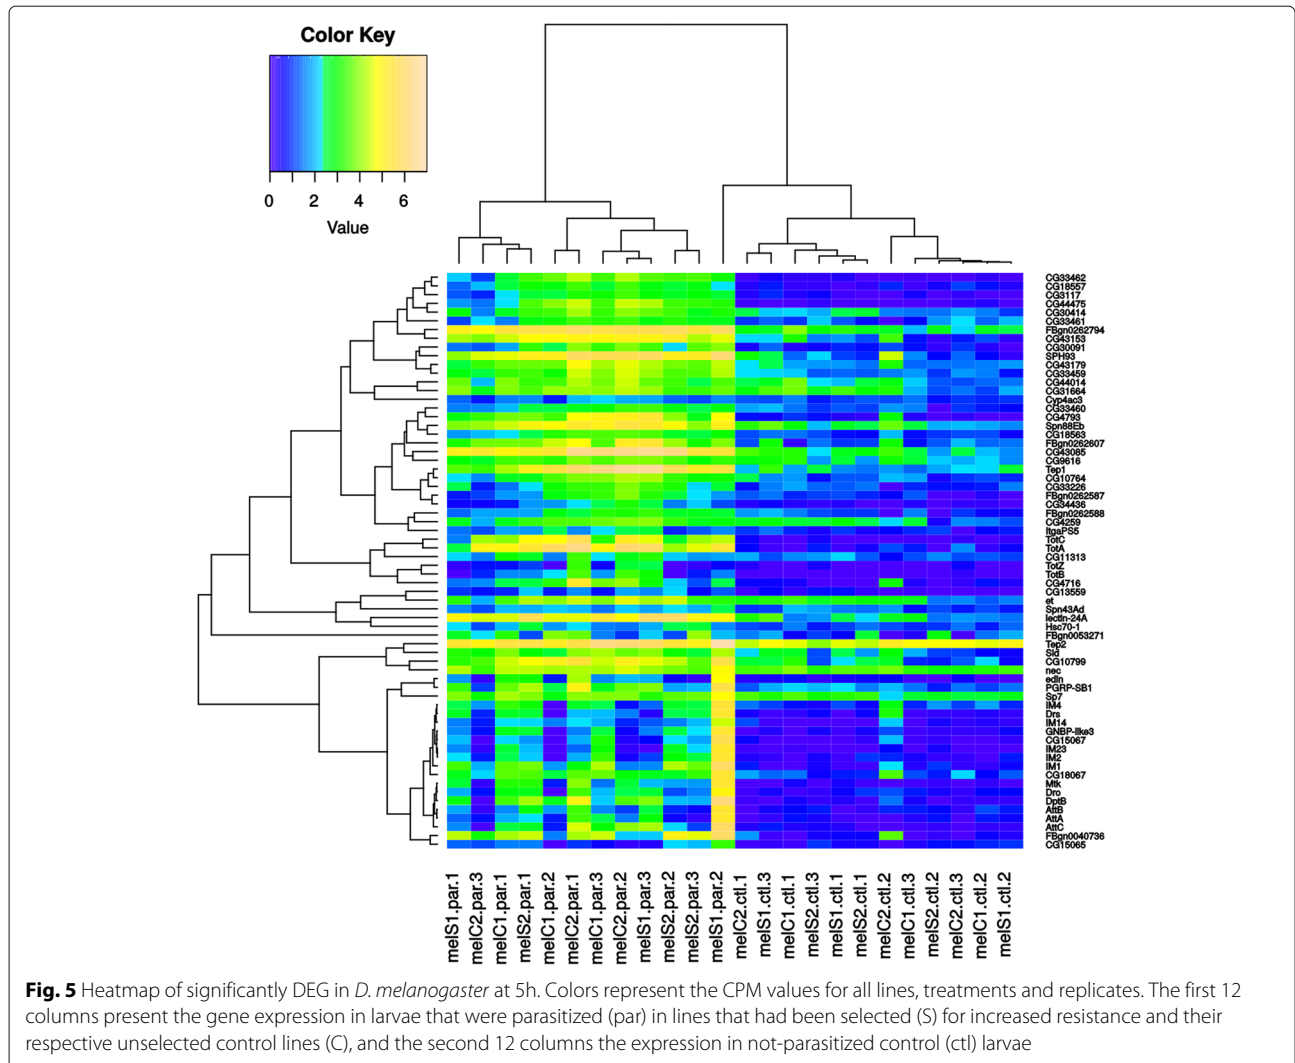 Color Key
0 2 4 6
Value
CG33462
CG18557
CG3117
CG44475
CG30414
CG33461
FBgn0262794
CG43153
CG30091
SPH93
CG43179
CG33459
CG44014
CG31664
Cyp4ac3
CG33460
CG4793
Spn88Eb
CG18563
FBgn0262607
CG43085
CG9616
Tep1
CG10764
CG33226
FBgn0262587
CG34436
FBgn0262588
CG4259
ItgaPS5
TotC
TotA
CG11313
TotZ
TotB
CG4716
CG13559
et
Spn43Ad
lectin-24A
Hsc70-1
FBgn0053271
Tep2
Sid
CG10799
nec
edin
PGRP-SB1
Sp7
IM4
Drs
IM14
GNBP-like3
CG15067
IM23
IM2
IM1
CG18067
Mtk
Dro
DptB
AttB
AttA
AttC
FBgn0040736
CG15065
melS1.par.1
melC2.par.3
melC1.par.1
melS2.par.1
melC1.par.2
melC2.par.1
melC1.par.3
melC2.par.2
melS1.par.3
melS2.par.2
melS2.par.3
melS1.par.2
melC2.ctl.1
melS1.ctl.3
melC1.ctl.1
melS2.ctl.3
melS1.ctl.1
melS2.ctl.1
melC2.ctl.2
melC1.ctl.3
melS2.ctl.2
melC2.ctl.3
melC1.ctl.2
melS1.ctl.2
Fig. 5 Heatmap of significantly DEG in D. melanogaster at 5h. Colors represent the CPM values for all lines, treatments and replicates. The first 12
columns present the gene expression in larvae that were parasitized (par) in lines that had been selected (S) for increased resistance and their
respective unselected control lines (C), and the second 12 columns the expression in not-parasitized control (ctl) larvae